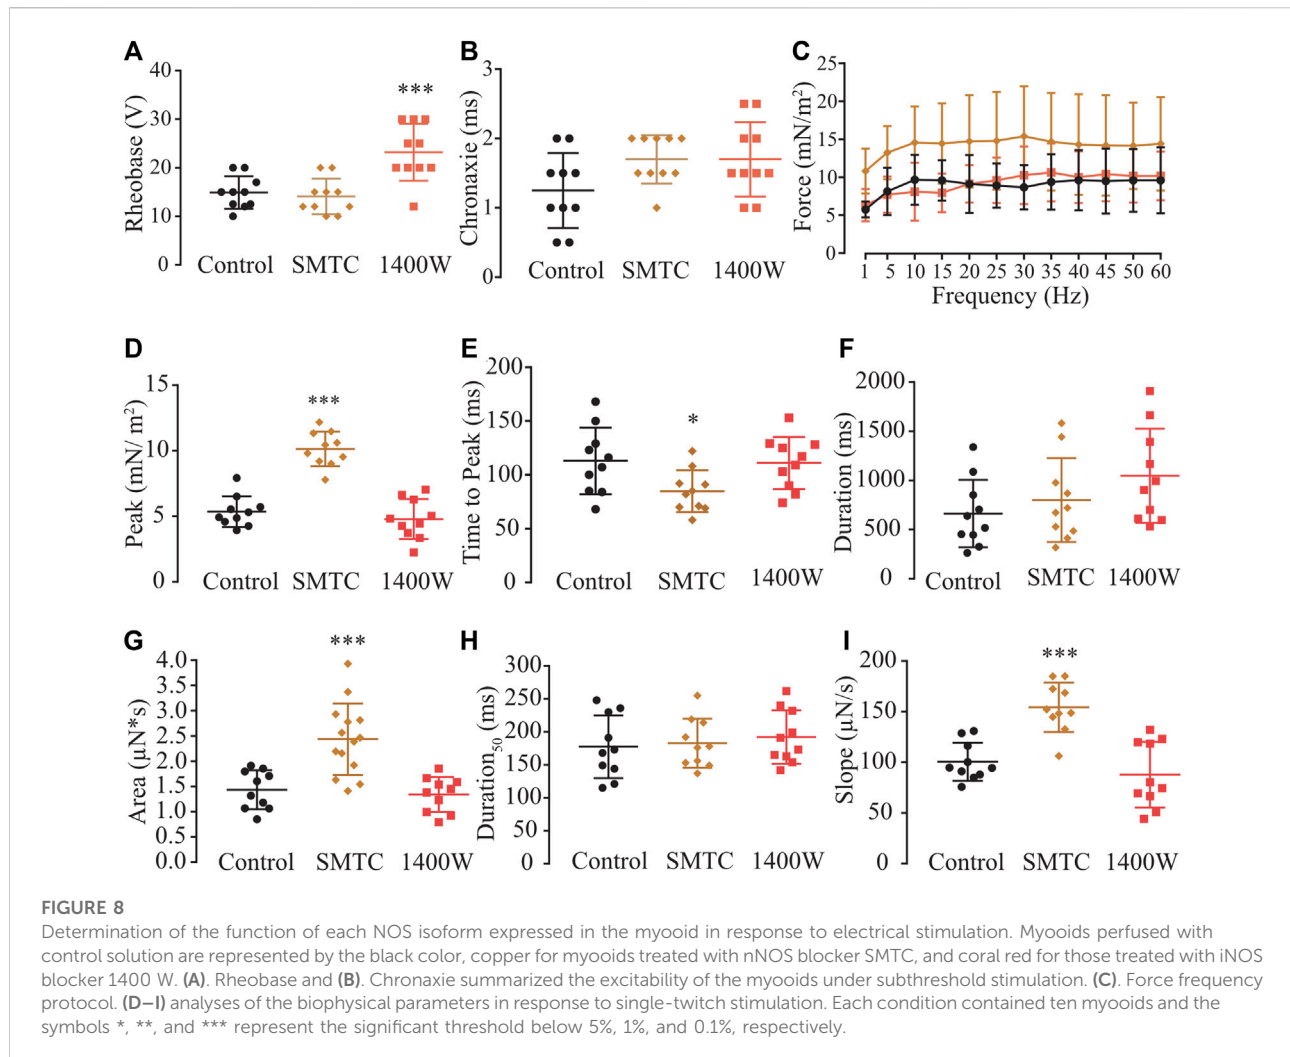 A
Rheobase (V)
40
30
20
10
0
***
Control SMTC 1400W
B
Chronaxie (ms)
3
2
1
0
Control SMTC 1400W
C
Force (mN/m²)
25
20
15
10
5
0
1 5 10 15 20 25 30 35 40 45 50 60
Frequency (Hz)
D
Peak (mN/ m²)
15
10
5
0
***
Control SMTC 1400W
E
Time to Peak (ms)
200
150
100
50
0
*
Control SMTC 1400W
F
Duration (ms)
2000
1500
1000
500
0
Control SMTC 1400W
G
Area (µN*s)
4.0
3.5
3.0
2.5
2.0
1.5
1.0
0.5
0.0
***
Control SMTC 1400W
H
Duration₅₀ (ms)
300
250
200
150
100
50
0
Control SMTC 1400W
I
Slope (µN/s)
200
150
100
50
0
***
Control SMTC 1400W
FIGURE 8
Determination of the function of each NOS isoform expressed in the myooid in response to electrical stimulation. Myooids perfused with
control solution are represented by the black color, copper for myooids treated with nNOS blocker SMTC, and coral red for those treated with iNOS
blocker 1400 W. (A). Rheobase and (B). Chronaxie summarized the excitability of the myooids under subthreshold stimulation. (C). Force frequency
protocol. (D–I) analyses of the biophysical parameters in response to single-twitch stimulation. Each condition contained ten myooids and the
symbols *, **, and *** represent the significant threshold below 5%, 1%, and 0.1%, respectively.